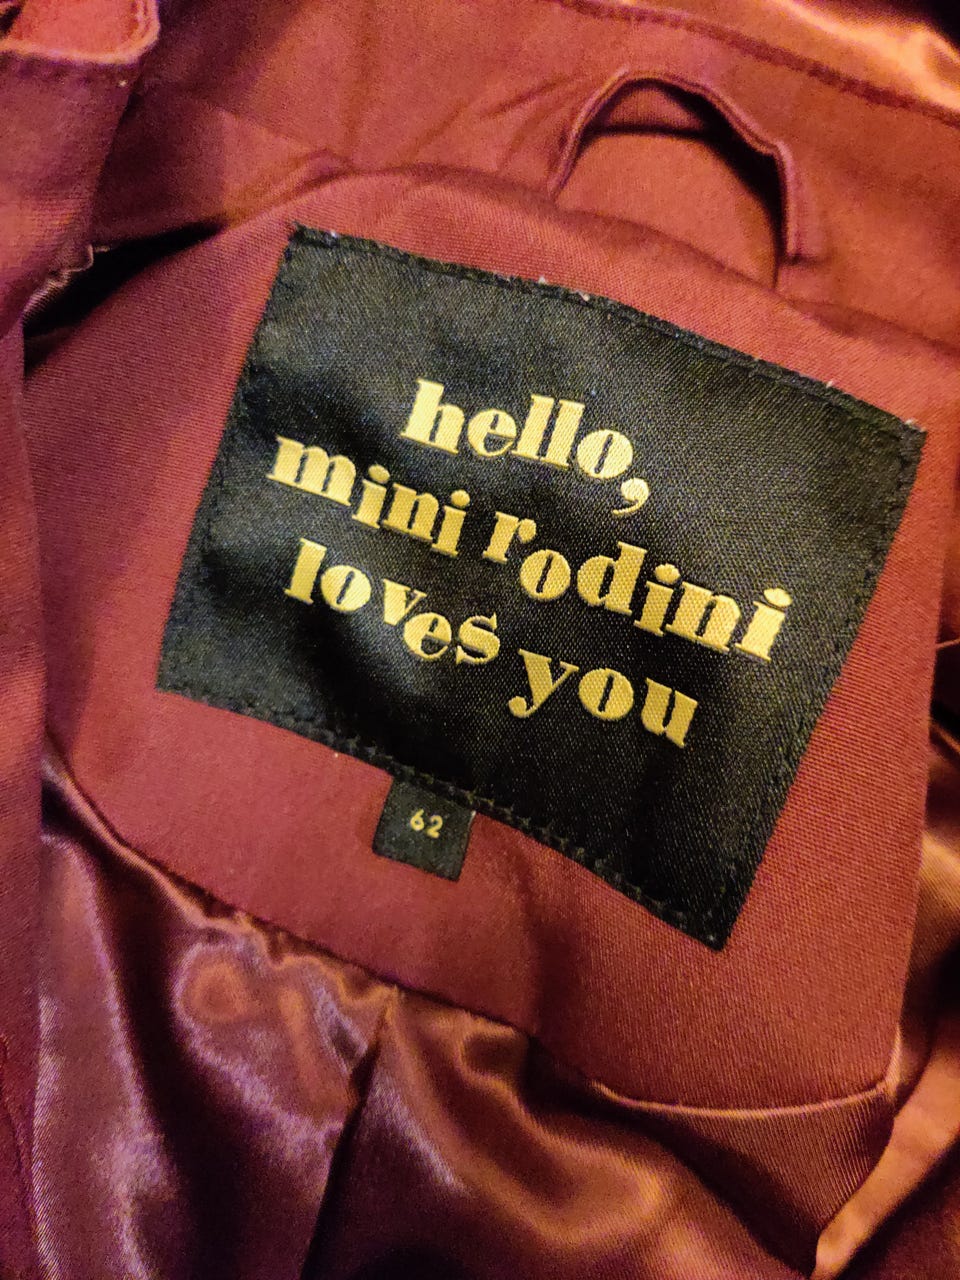 hello,
mini rodini
loves you
62